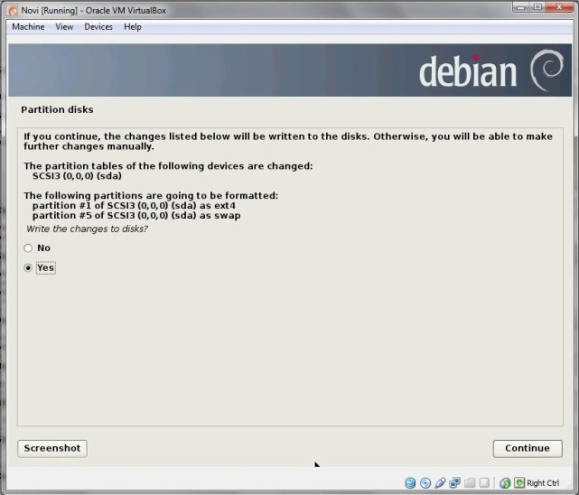 Novi [Running] - Oracle VM VirtualBox
Machine View Devices Help
debian
Partition disks
If you continue, the changes listed below will be written to the disks. Otherwise, you will be able to make
further changes manually.
The partition tables of the following devices are changed:
SCSI3 (0,0,0) (sda)
The following partitions are going to be formatted:
partition #1 of SCSI3 (0,0,0) (sda) as ext4
partition #5 of SCSI3 (0,0,0) (sda) as swap
Write the changes to disks?
No
Yes
Screenshot Continue
Right Ctrl